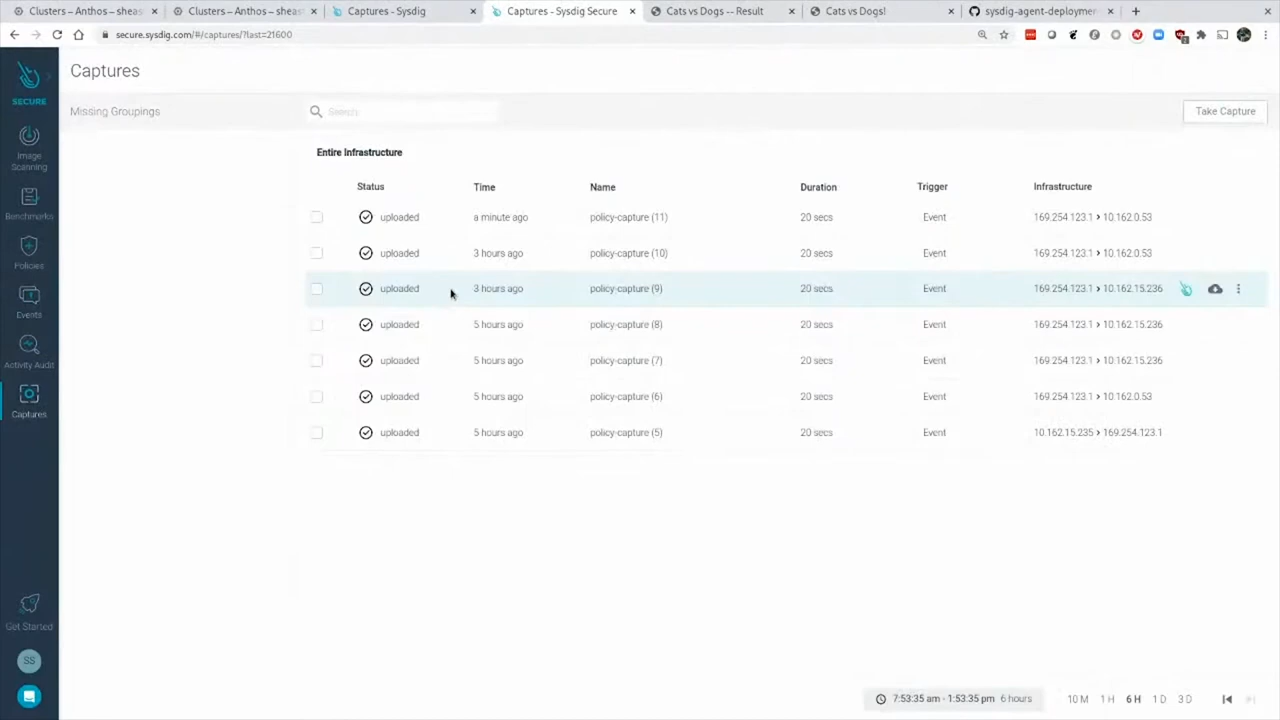 Clusters – Anthos – sheas
Clusters – Anthos – sheas
Captures - Sysdig
Captures - Sysdig Secure
Cats vs Dogs -- Result
Cats vs Dogs!
sysdig-agent-deployme
secure.sysdig.com/#/captures/?last=21600
SECURE
Image Scanning
Benchmarks
Policies
Events
Activity Audit
Captures
Get Started
SS
Captures
Missing Groupings
Search
Take Capture
Entire Infrastructure
Status Time Name Duration Trigger Infrastructure
uploaded a minute ago policy-capture (11) 20 secs Event 169.254.123.1 > 10.162.0.53
uploaded 3 hours ago policy-capture (10) 20 secs Event 169.254.123.1 > 10.162.0.53
uploaded 3 hours ago policy-capture (9) 20 secs Event 169.254.123.1 > 10.162.15.236
uploaded 5 hours ago policy-capture (8) 20 secs Event 169.254.123.1 > 10.162.15.236
uploaded 5 hours ago policy-capture (7) 20 secs Event 169.254.123.1 > 10.162.15.236
uploaded 5 hours ago policy-capture (6) 20 secs Event 169.254.123.1 > 10.162.0.53
uploaded 5 hours ago policy-capture (5) 20 secs Event 10.162.15.235 > 169.254.123.1
7:53:35 am - 1:53:35 pm 6 hours
10 M 1 H 6 H 1 D 3 D